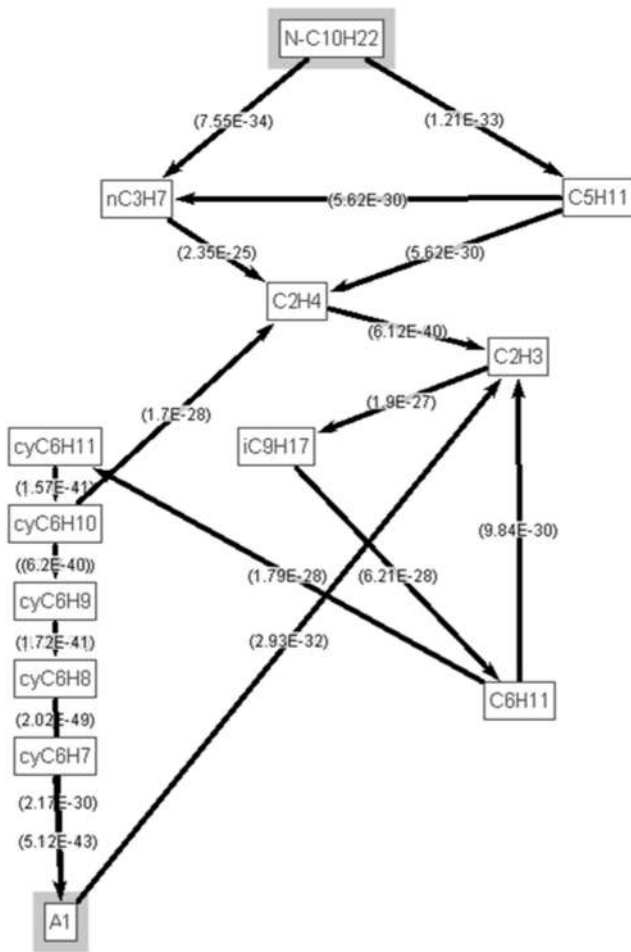 N-C10H22
(7.55E-34)
(1.21E-33)
nC3H7
(5.62E-30)
C5H11
(2.35E-25)
(5.62E-30)
C2H4
(6.12E-40)
C2H3
(1.7E-28)
(1.9E-27)
cyC6H11
iC9H17
(1.57E-41)
cyC6H10
(9.84E-30)
((6.2E-40))
(1.79E-28)
(6.21E-28)
cyC6H9
(1.72E-41)
(2.93E-32)
cyC6H8
C6H11
(2.02E-49)
cyC6H7
(2.17E-30)
(5.12E-43)
A1